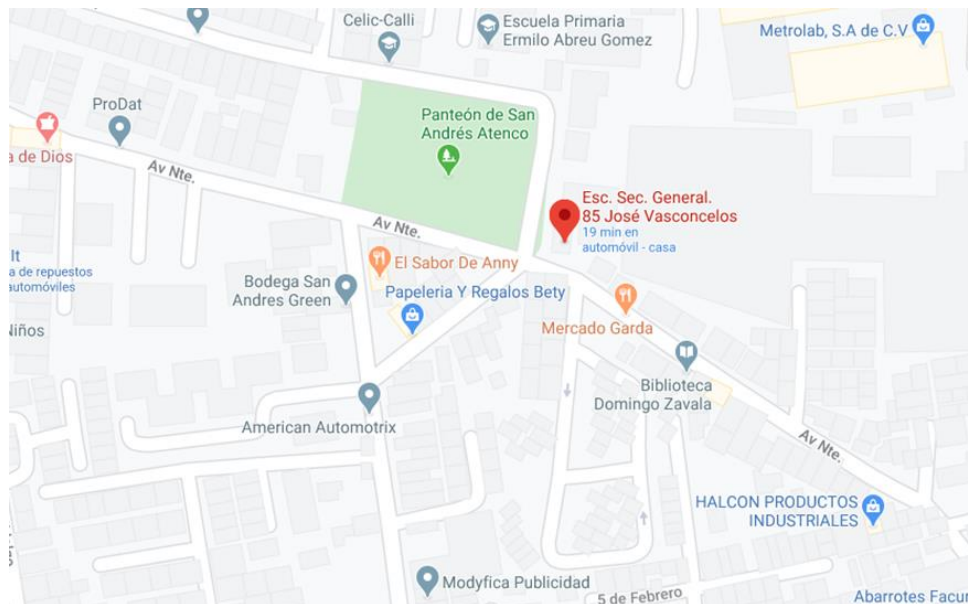 Celic-Calli
Escuela Primaria
Ermilo Abreu Gomez
Metrolab, S.A de C.V
ProDat
Panteón de San
Andrés Atenco
a de Dios
Av Nte.
Esc. Sec. General.
85 José Vasconcelos
19 min en
automóvil - casa
Av Nte.
El Sabor De Anny
lt
a de repuestos
automóviles
Bodega San
Andres Green
Papeleria Y Regalos Bety
Niños
Mercado Garda
Biblioteca
Domingo Zavala
American Automotrix
Av Nte.
HALCON PRODUCTOS
INDUSTRIALES
Modyfica Publicidad
5 de Febrero
Abarrotes Facun